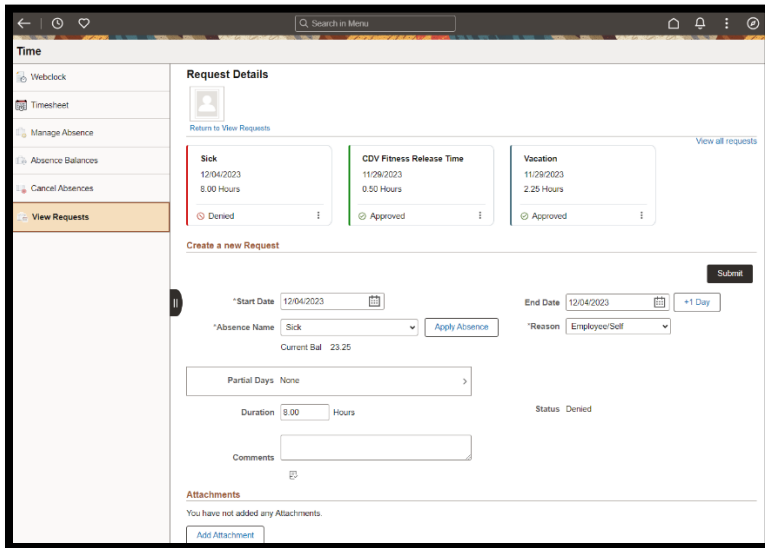 Search in Menu
Time
Webclock
Timesheet
Manage Absence
Absence Balances
Cancel Absences
View Requests
Request Details
Return to View Requests
View all requests
Sick
12/04/2023
8.00 Hours
Denied
CDV Fitness Release Time
11/29/2023
0.50 Hours
Approved
Vacation
11/29/2023
2.25 Hours
Approved
Create a new Request
Submit
*Start Date 12/04/2023
End Date 12/04/2023 +1 Day
*Absence Name Sick Apply Absence
*Reason Employee/Self
Current Bal 23.25
Partial Days None
Duration 8.00 Hours
Status Denied
Comments
Attachments
You have not added any Attachments.
Add Attachment